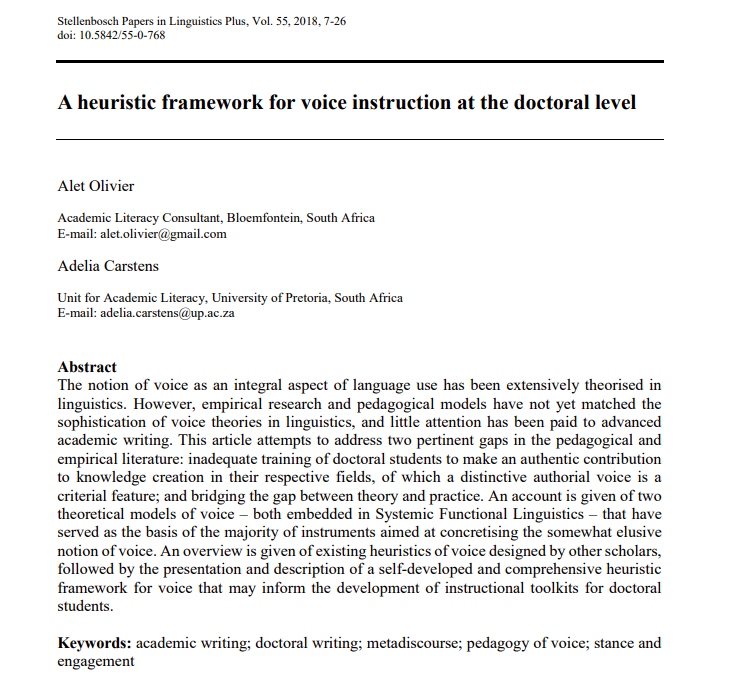 Stellenbosch Papers in Linguistics Plus, Vol. 55, 2018, 7-26
doi: 10.5842/55-0-768
A heuristic framework for voice instruction at the doctoral level
Alet Olivier
Academic Literacy Consultant, Bloemfontein, South Africa
E-mail: alet.olivier@gmail.com
Adelia Carstens
Unit for Academic Literacy, University of Pretoria, South Africa
E-mail: adelia.carstens@up.ac.za
Abstract
The notion of voice as an integral aspect of language use has been extensively theorised in
linguistics. However, empirical research and pedagogical models have not yet matched the
sophistication of voice theories in linguistics, and little attention has been paid to advanced
academic writing. This article attempts to address two pertinent gaps in the pedagogical and
empirical literature: inadequate training of doctoral students to make an authentic contribution
to knowledge creation in their respective fields, of which a distinctive authorial voice is a
criterial feature; and bridging the gap between theory and practice. An account is given of two
theoretical models of voice – both embedded in Systemic Functional Linguistics – that have
served as the basis of the majority of instruments aimed at concretising the somewhat elusive
notion of voice. An overview is given of existing heuristics of voice designed by other scholars,
followed by the presentation and description of a self-developed and comprehensive heuristic
framework for voice that may inform the development of instructional toolkits for doctoral
students.
Keywords: academic writing; doctoral writing; metadiscourse; pedagogy of voice; stance and
engagement